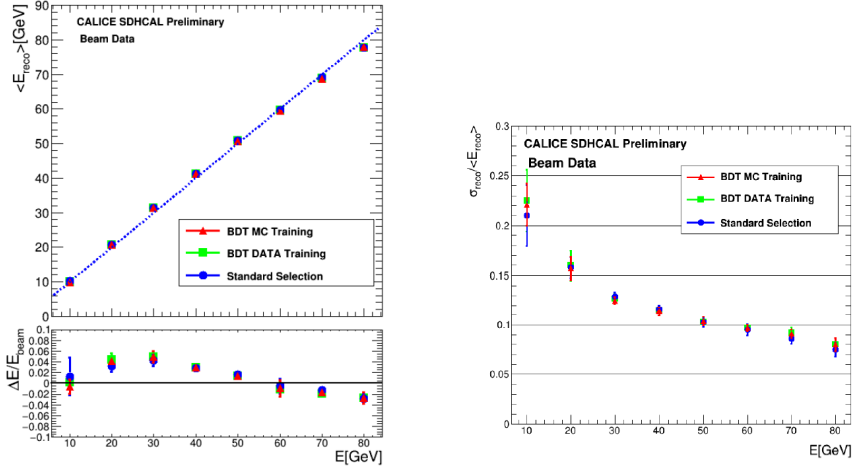 CALICE SDHCAL Preliminary
Beam Data
<E_reco>[GeV]
90
80
70
60
50
40
30
20
10
0
BDT MC Training
BDT DATA Training
Standard Selection
ΔE/E_beam
0.1
0.08
0.06
0.04
0.02
0
−0.02
−0.04
−0.06
−0.08
−0.1
10 20 30 40 50 60 70 80
E[GeV]
CALICE SDHCAL Preliminary
Beam Data
σ_reco/<E_reco>
0.3
0.25
0.2
0.15
0.1
0.05
0
BDT MC Training
BDT DATA Training
Standard Selection
10 20 30 40 50 60 70 80
E[GeV]